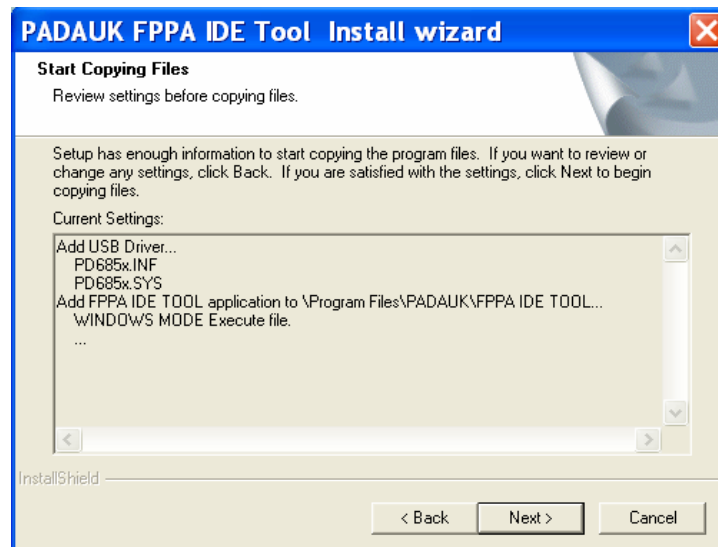 PADAUK FPPA IDE Tool Install wizard
Start Copying Files
Review settings before copying files.
Setup has enough information to start copying the program files. If you want to review or
change any settings, click Back. If you are satisfied with the settings, click Next to begin
copying files.
Current Settings:
Add USB Driver...
PD685x.INF
PD685x.SYS
Add FPPA IDE TOOL application to \Program Files\PADAUK\FPPA IDE TOOL...
WINDOWS MODE Execute file.
...
InstallShield
< Back
Next >
Cancel